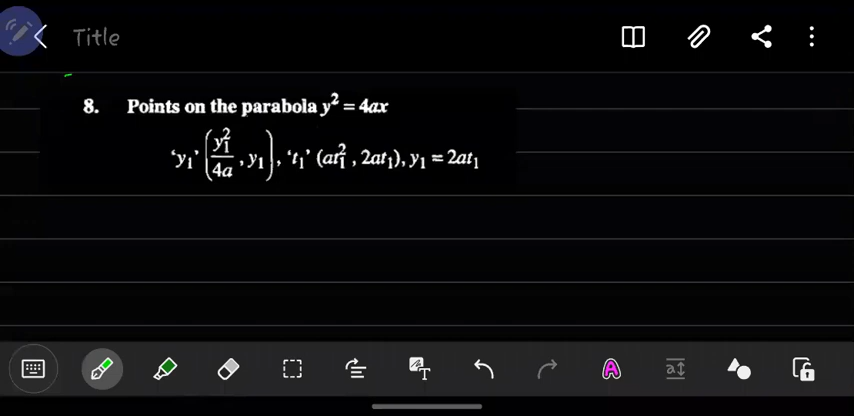 Title
8. Points on the parabola y² = 4ax
‘y₁’ (y₁²/4a , y₁), ‘t₁’ (at₁² , 2at₁), y₁ = 2at₁
T
A
a